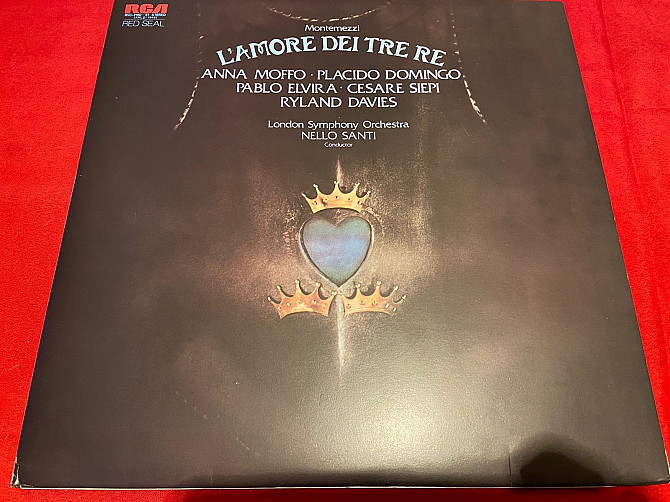 RCA
RED SEAL
Montemezzi
L'AMORE DEI TRE RE
ANNA MOFFO · PLACIDO DOMINGO
PABLO ELVIRA · CESARE SIEPI
RYLAND DAVIES
London Symphony Orchestra
NELLO SANTI
Conductor